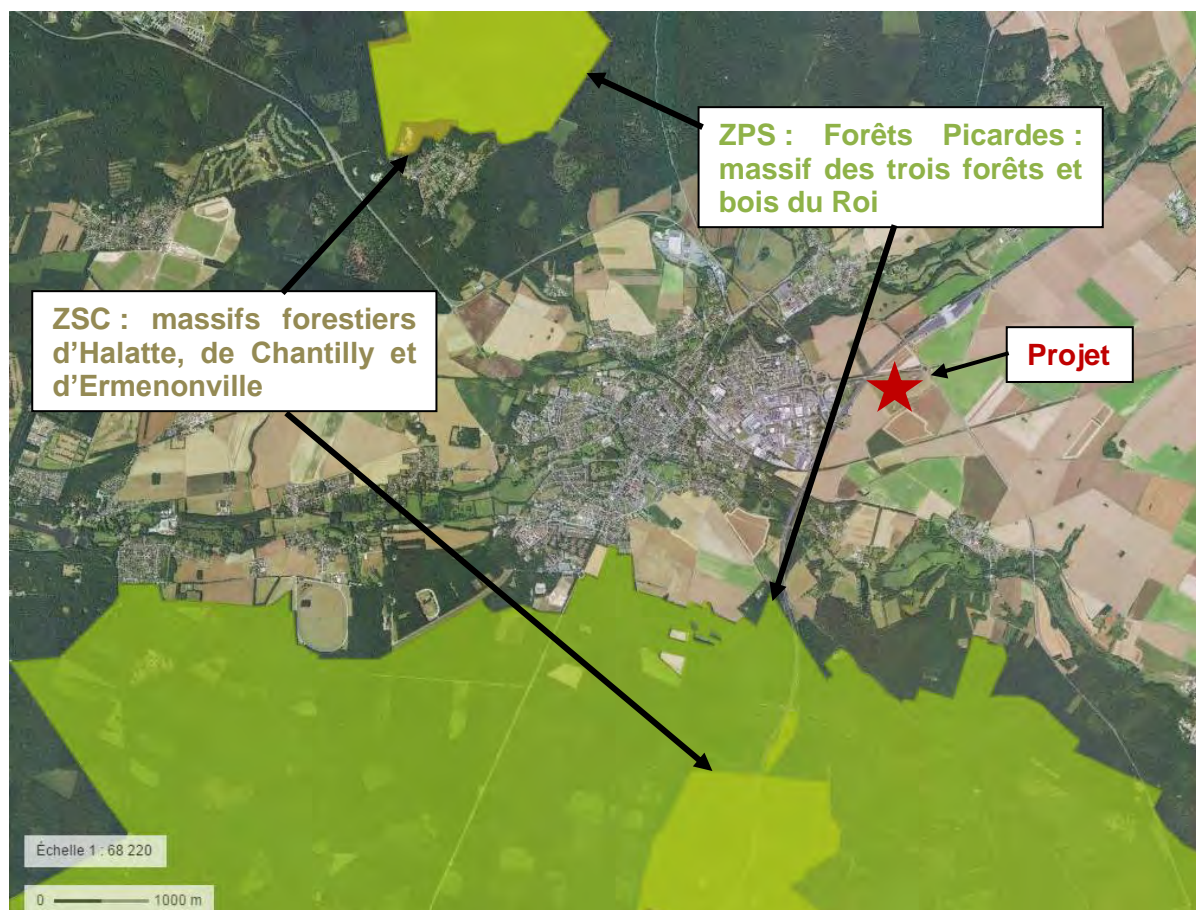 ZPS : Forêts Picardes :
massif des trois forêts et
bois du Roi
ZSC : massifs forestiers
d’Halatte, de Chantilly et
d’Ermenonville
Projet
Échelle 1 : 68 220
0 1000 m